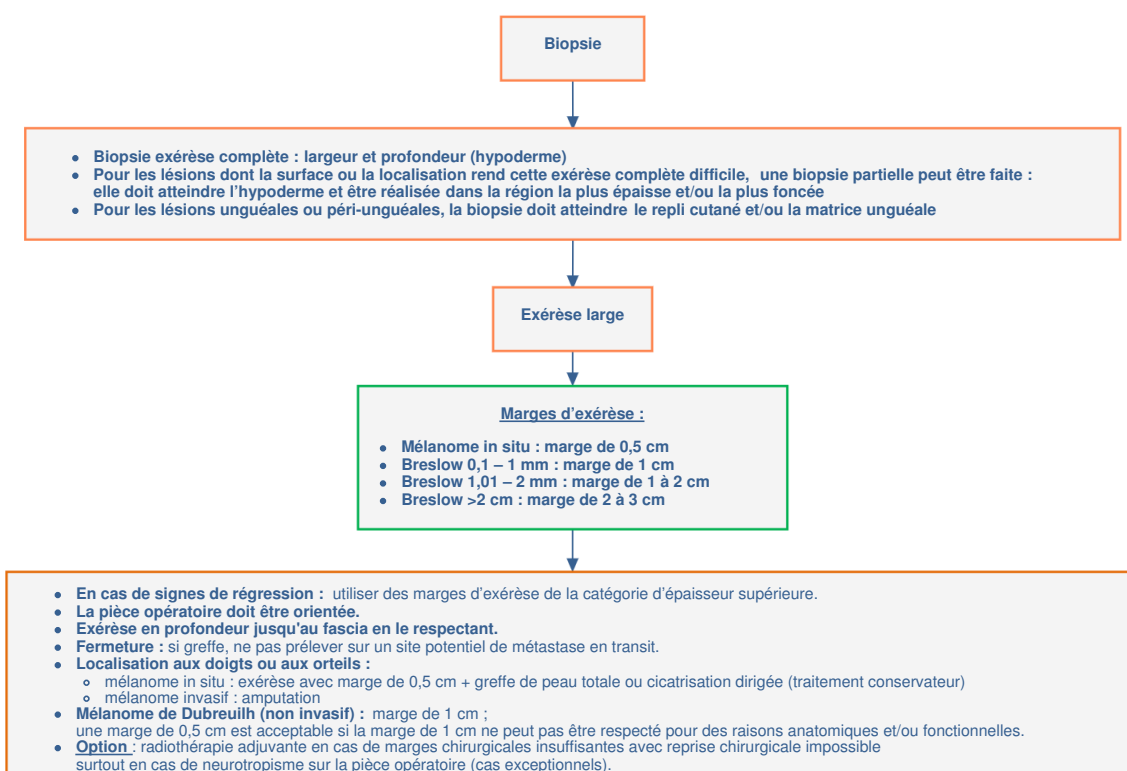 Biopsie
Biopsie exérèse complète : largeur et profondeur (hypoderme)
Pour les lésions dont la surface ou la localisation rend cette exérèse complète difficile, une biopsie partielle peut être faite :
elle doit atteindre l'hypoderme et être réalisée dans la région la plus épaisse et/ou la plus foncée
Pour les lésions unguéales ou péri-unguéales, la biopsie doit atteindre le repli cutané et/ou la matrice unguéale
Exérèse large
Marges d'exérèse :
Mélanome in situ : marge de 0,5 cm
Breslow 0,1 – 1 mm : marge de 1 cm
Breslow 1,01 – 2 mm : marge de 1 à 2 cm
Breslow >2 cm : marge de 2 à 3 cm
En cas de signes de régression : utiliser des marges d'exérèse de la catégorie d'épaisseur supérieure.
La pièce opératoire doit être orientée.
Exérèse en profondeur jusqu'au fascia en le respectant.
Fermeture : si greffe, ne pas prélever sur un site potentiel de métastase en transit.
Localisation aux doigts ou aux orteils :
mélanome in situ : exérèse avec marge de 0,5 cm + greffe de peau totale ou cicatrisation dirigée (traitement conservateur)
mélanome invasif : amputation
Mélanome de Dubreuilh (non invasif) : marge de 1 cm ;
une marge de 0,5 cm est acceptable si la marge de 1 cm ne peut pas être respecté pour des raisons anatomiques et/ou fonctionnelles.
Option : radiothérapie adjuvante en cas de marges chirurgicales insuffisantes avec reprise chirurgicale impossible
surtout en cas de neurotropisme sur la pièce opératoire (cas exceptionnels).